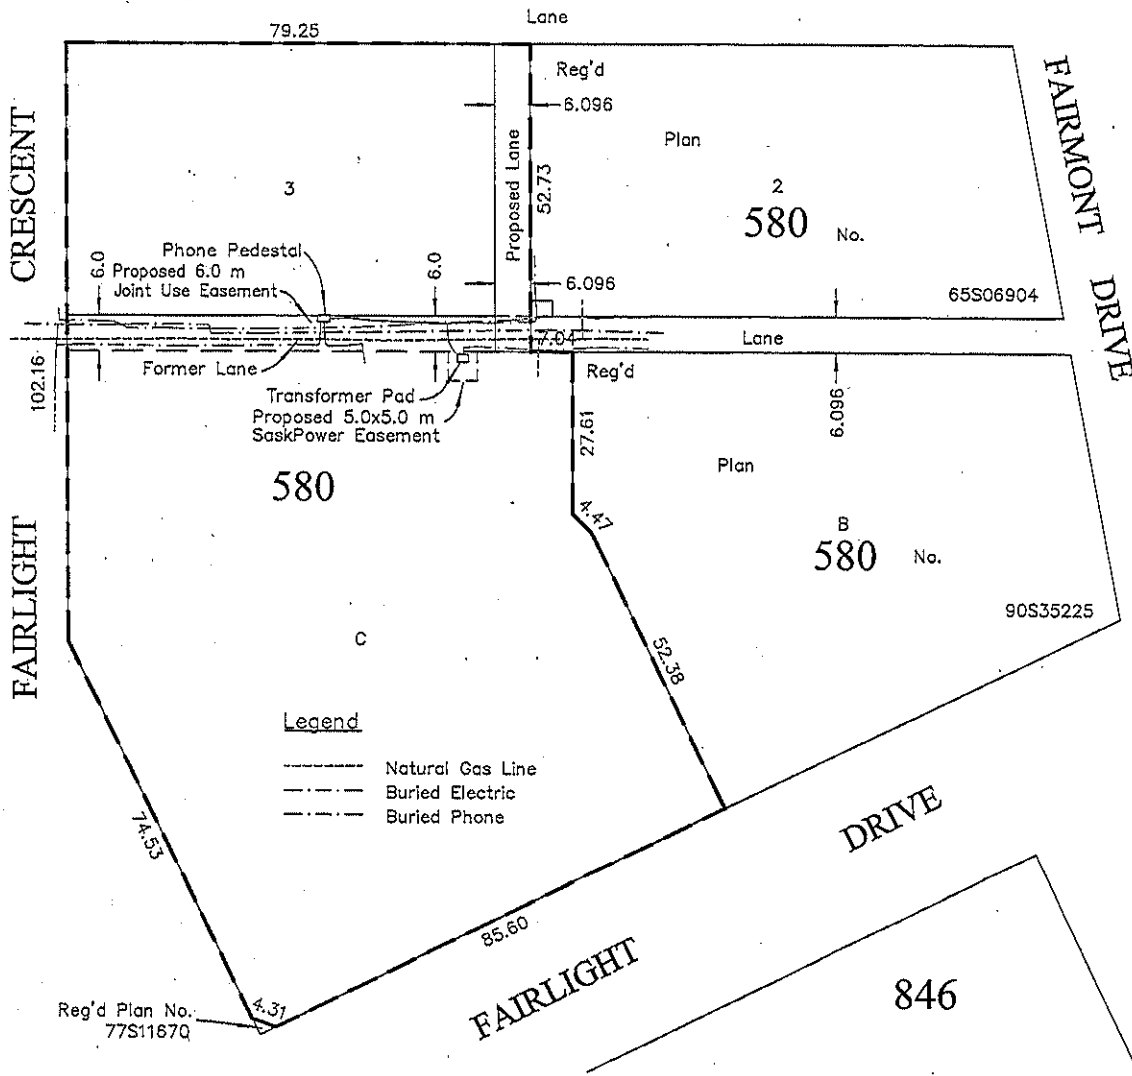 Lane
79.25
Reg'd
6.096
Plan
FAIRMONT DRIVE
CRESCENT
3
Proposed Lane
52.73
2
580
No.
Phone Pedestal
Proposed 6.0 m
Joint Use Easement
6.0
6.0
6.096
65S06904
7.04
Lane
Former Lane
102.16
Reg'd
Transformer Pad
Proposed 5.0x5.0 m
SaskPower Easement
27.61
6.096
Plan
580
4.47
B
580
No.
FAIRLIGHT
90S35225
C
52.38
Legend
Natural Gas Line
Buried Electric
Buried Phone
74.53
DRIVE
85.60
FAIRLIGHT
846
Reg'd Plan No.
77S11670
4.31